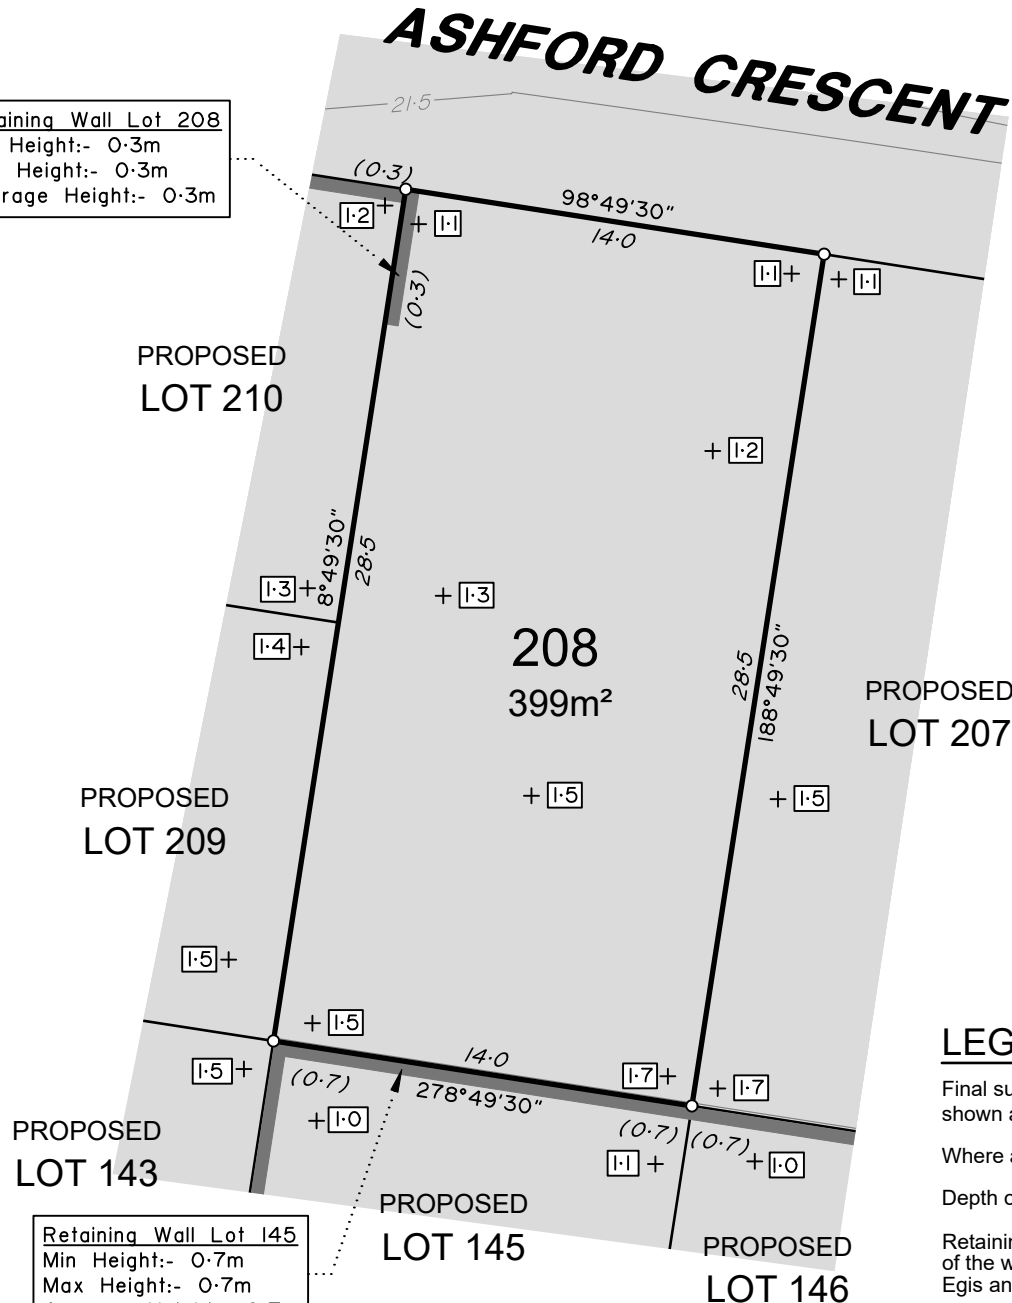 ASHFORD CRESCENT
21·5
Wall Lot 208
Height:- 0·3m
Height:- 0·3m
Height:- 0·3m
(0·3)
1·2
1·1
98°49'30"
14·0
1·1
1·1
(0·3)
PROPOSED
LOT 210
1·2
8°49'30"
28·5
1·3
1·3
1·4
208
399m²
28·5
188°49'30"
PROPOSED
LOT 207
PROPOSED
LOT 209
1·5
1·5
1·5
1·5
14·0
1·5
(0·7)
278°49'30"
1·7
1·7
1·0
(0·7)
(0·7)
1·1
1·0
PROPOSED
LOT 143
PROPOSED
LOT 145
PROPOSED
LOT 146
Retaining Wall Lot 145
Min Height:- 0·7m
Max Height:- 0·7m
Final
shown
Where
Depth
of the
Egis